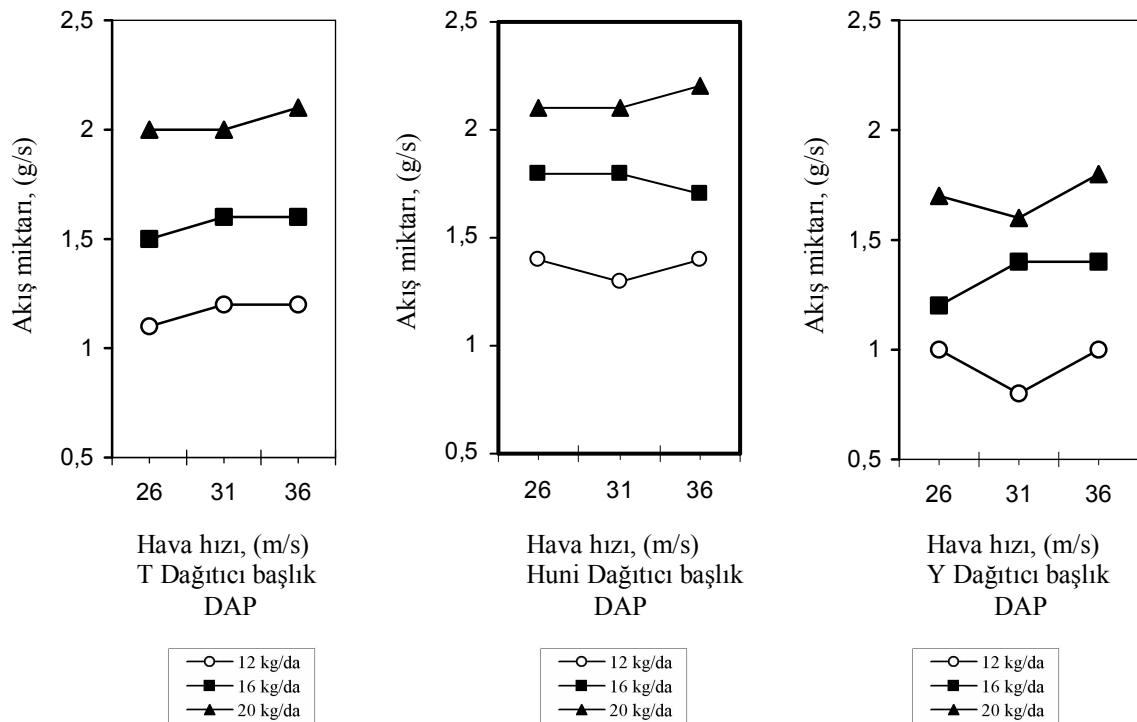 Akış miktarı, (g/s)
2,5
2
1,5
1
0,5
26 31 36
Hava hızı, (m/s)
T Dağıtıcı başlık
DAP
12 kg/da
16 kg/da
20 kg/da
Akış miktarı, (g/s)
2,5
2
1,5
1
0,5
26 31 36
Hava hızı, (m/s)
Huni Dağıtıcı başlık
DAP
12 kg/da
16 kg/da
20 kg/da
Akış miktarı, (g/s)
2,5
2
1,5
1
0,5
26 31 36
Hava hızı, (m/s)
Y Dağıtıcı başlık
DAP
12 kg/da
16 kg/da
20 kg/da